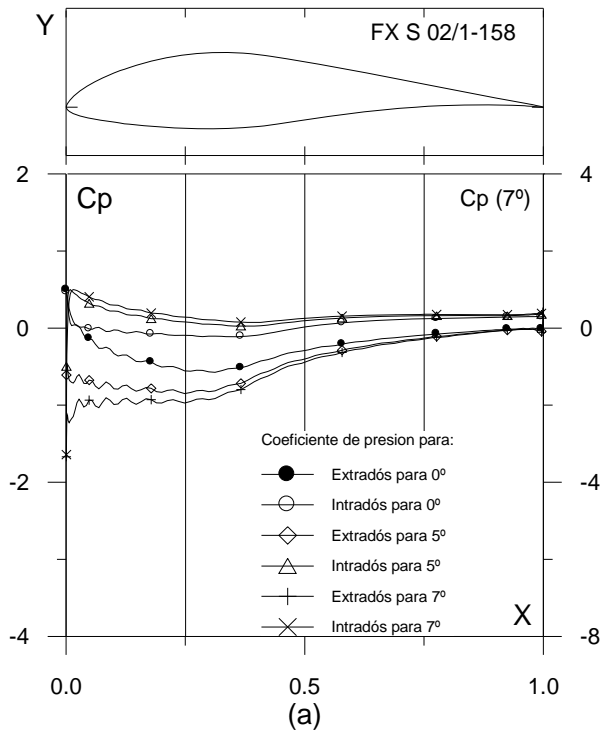 Y
FX S 02/1-158
2
4
Cp
Cp (7º)
0
0
Coeficiente de presion para:
Extradós para 0º
Intradós para 0º
-2
-4
Extradós para 5º
Intradós para 5º
Extradós para 7º
Intradós para 7º
X
-4
-8
0.0
0.5
1.0
(a)